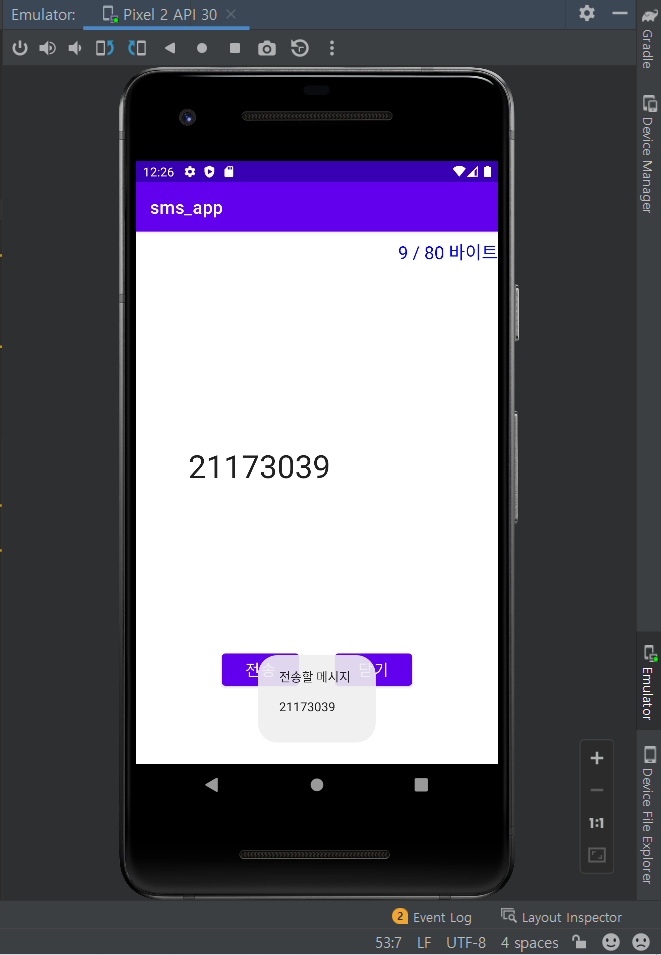 Emulator: Pixel 2 API 30
Gradle
Device Manager
12:26
sms_app
9 / 80 바이트
21173039
전송 닫기
전송할 메시지
21173039
Emulator
1:1
Device File Explorer
2 Event Log Layout Inspector
53:7 LF UTF-8 4 spaces